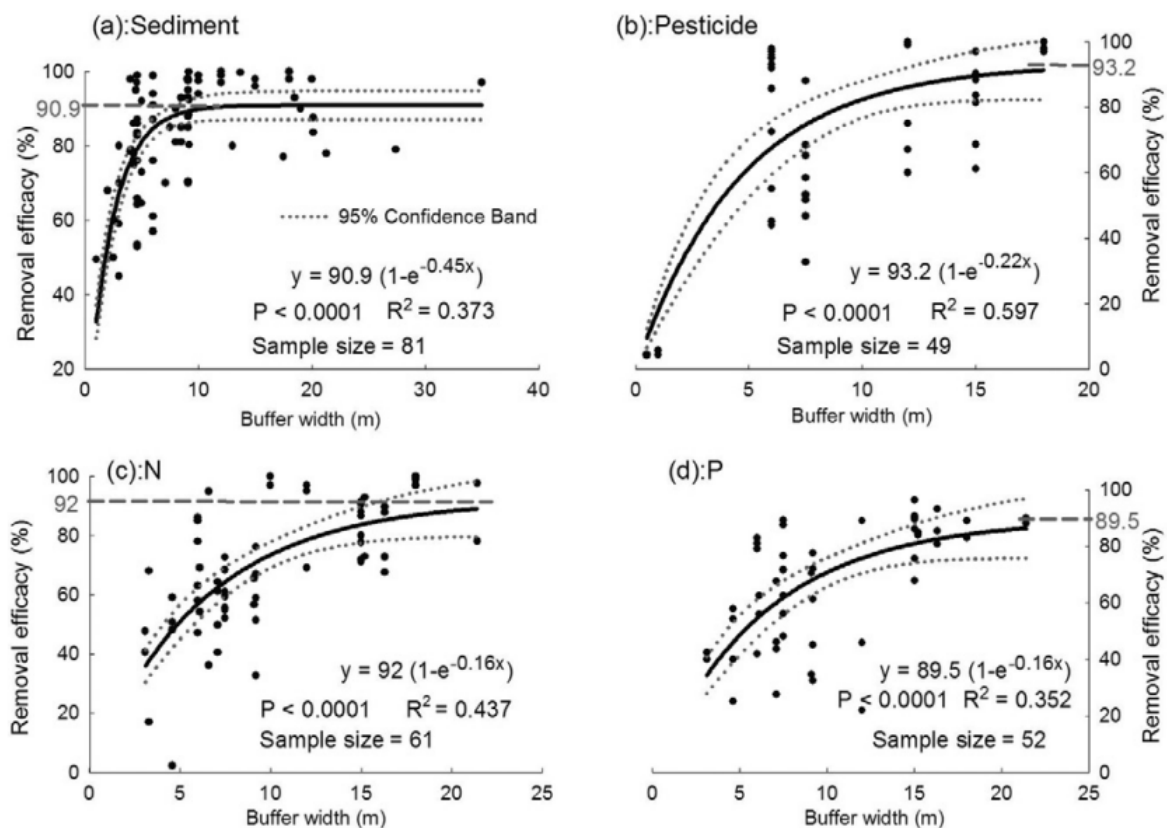 (a):Sediment
100
90.9
80
60
40
20
Removal efficacy (%)
95% Confidence Band
y = 90.9 (1-e^-0.45x)
P < 0.0001 R² = 0.373
Sample size = 81
0 10 20 30 40
Buffer width (m)
(b):Pesticide
100
93.2
80
60
40
20
0
Removal efficacy (%)
y = 93.2 (1-e^-0.22x)
P < 0.0001 R² = 0.597
Sample size = 49
0 5 10 15 20
Buffer width (m)
(c):N
100
92
80
60
40
20
0
Removal efficacy (%)
y = 92 (1-e^-0.16x)
P < 0.0001 R² = 0.437
Sample size = 61
0 5 10 15 20 25
Buffer width (m)
(d):P
100
89.5
80
60
40
20
0
Removal efficacy (%)
y = 89.5 (1-e^-0.16x)
P < 0.0001 R² = 0.352
Sample size = 52
0 5 10 15 20 25
Buffer width (m)